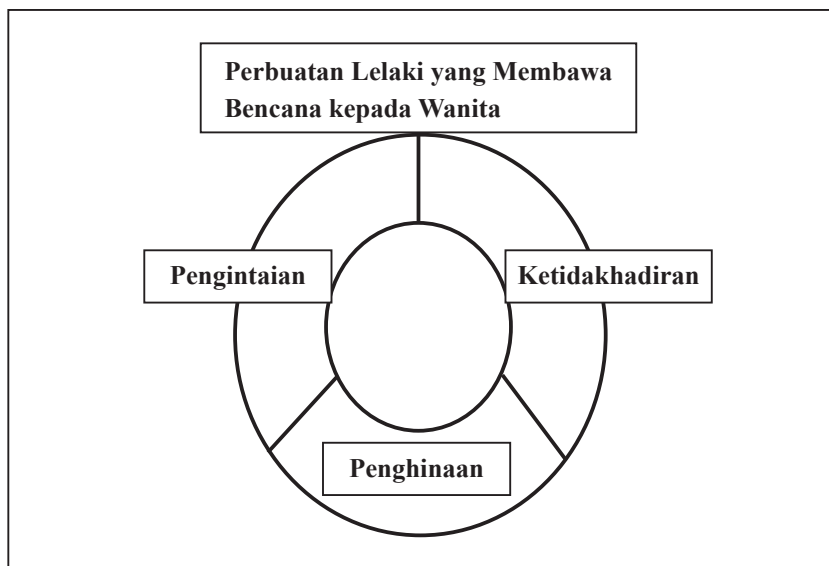 Perbuatan Lelaki yang Membawa
Bencana kepada Wanita
Pengintaian
Ketidakhadiran
Penghinaan